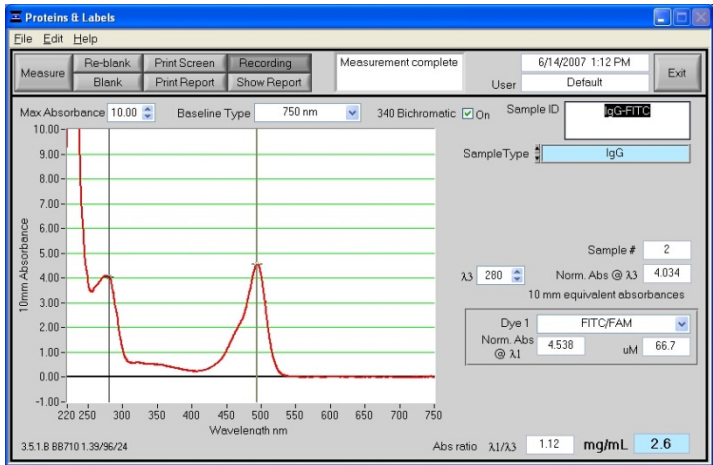 Proteins & Labels
File Edit Help
Measure Re-blank Print Screen Recording Measurement complete 6/14/2007 1:12 PM Exit
Blank Print Report Show Report User Default
Max Absorbance 10.00 Baseline Type 750 nm 340 Bichromatic On Sample ID IgG-FITC
10.00
9.00
8.00
7.00
6.00
5.00
4.00
3.00
2.00
1.00
0.00
-1.00
10mm Absorbance
220 250 300 350 400 450 500 550 600 650 700 750
Wavelength nm
Sample Type IgG
Sample # 2
λ3 280 Norm. Abs @ λ3 4.034
10 mm equivalent absorbances
Dye 1 FITC/FAM
Norm. Abs @ λ1 4.538 uM 66.7
3.5.1.B BB710 1.39/96/24 Abs ratio λ1/λ3 1.12 mg/mL 2.6